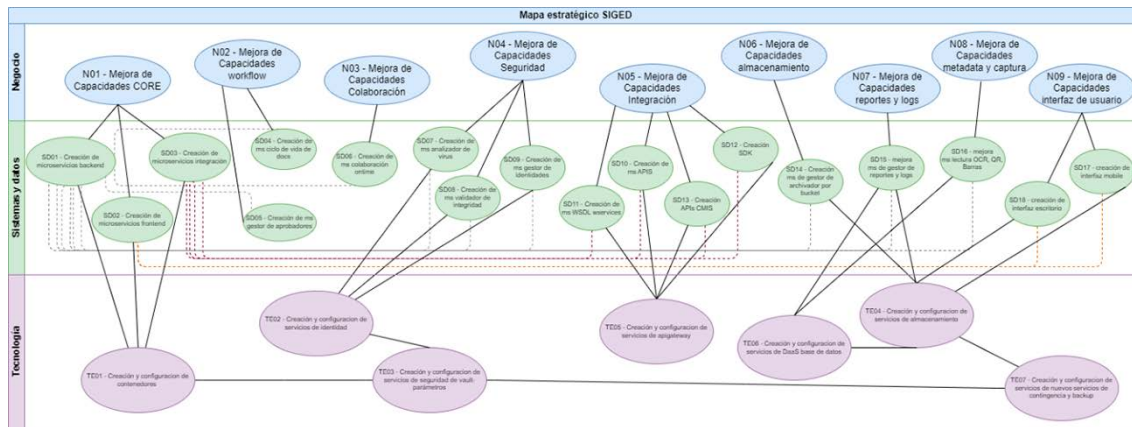 Mapa estratégico SIGED
Negocio
N01 - Mejora de
Capacidades CORE
N02 - Mejora de
Capacidades
workflow
N03 - Mejora de
Capacidades
Colaboración
N04 - Mejora de
Capacidades
Seguridad
N05 - Mejora de
Capacidades
Integración
N06 - Mejora de
Capacidades
almacenamiento
N07 - Mejora de
Capacidades
reportes y logs
N08 - Mejora de
Capacidades
metadata y captura
N09 - Mejora de
Capacidades
interfaz de usuario
Sistemas y datos
SD01 - Creación de
microservicios backend
SD02 - Creación de
microservicios frontend
SD03 - Creación de
microservicios integración
SD04 - Creación de
ms ciclo de vida de
docs
SD05 - Creación de ms
gestor de aprobadores
SD06 - Creación de
ms colaboración
online
SD07 - Creación de
ms analizador de
virus
SD08 - Creación de
ms validador de
integridad
SD09 - Creación de
ms gestor de
identidades
SD10 - Creación de
ms APIS
SD11 - Creación de
ms WSDL wservices
SD12 - Creación
SDK
SD13 - Creación
APIs CMIS
SD14 - Creación
ms de gestor de
archivador por
bucket
SD15 - mejora
ms de gestor de
reportes y logs
SD16 - mejora
ms lectura OCR, QR,
Barras
SD17 - creación de
interfaz mobile
SD18 - creación de
interfaz escritorio
Tecnología
TE01 - Creación y configuracion de
contenedores
TE02 - Creación y configuracion de
servicios de identidad
TE03 - Creación y configuracion de
servicios de seguridad de vault
parámetros
TE05 - Creación y configuracion de
servicios de apigateway
TE06 - Creación y configuracion de
servicios de DaaS base de datos
TE04 - Creación y configuracion de
servicios de almacenamiento
TE07 - Creación y configuracion de
servicios de nuevos servicios de
contingencia y backup